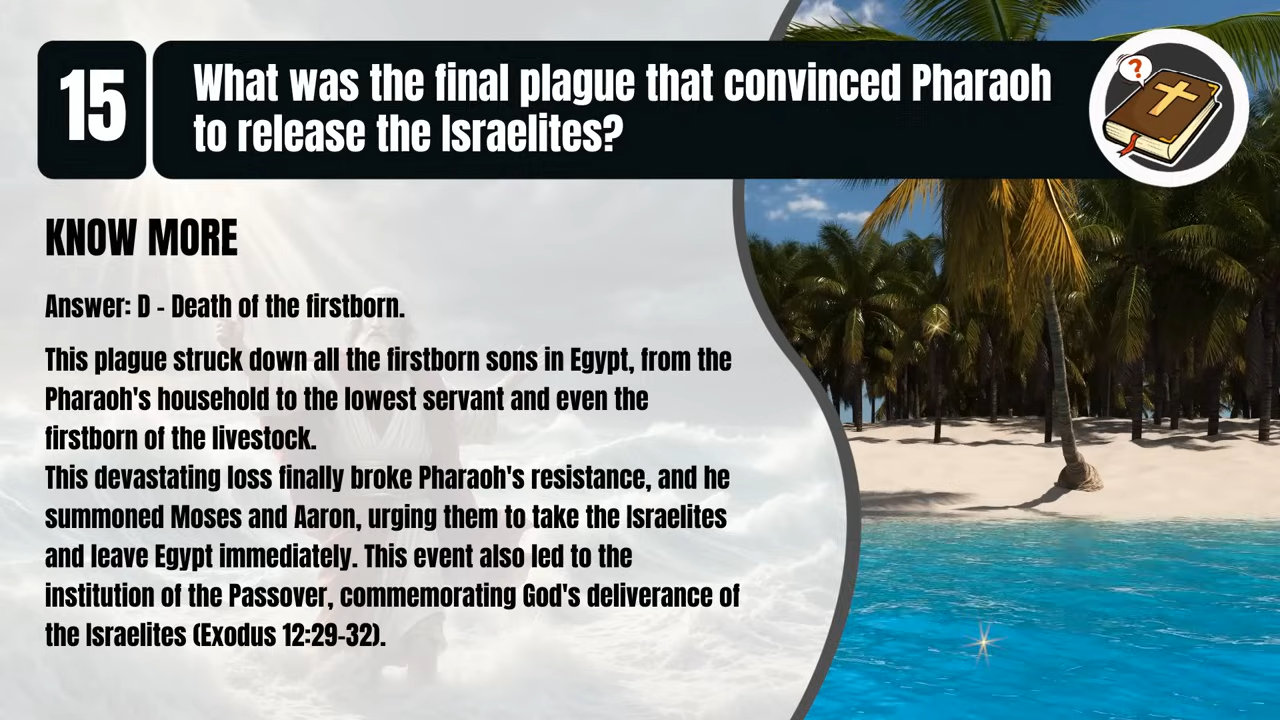 15
What was the final plague that convinced Pharaoh
to release the Israelites?
?
KNOW MORE
Answer: D - Death of the firstborn.
This plague struck down all the firstborn sons in Egypt, from the
Pharaoh's household to the lowest servant and even the
firstborn of the livestock.
This devastating loss finally broke Pharaoh's resistance, and he
summoned Moses and Aaron, urging them to take the Israelites
and leave Egypt immediately. This event also led to the
institution of the Passover, commemorating God's deliverance of
the Israelites (Exodus 12:29-32).